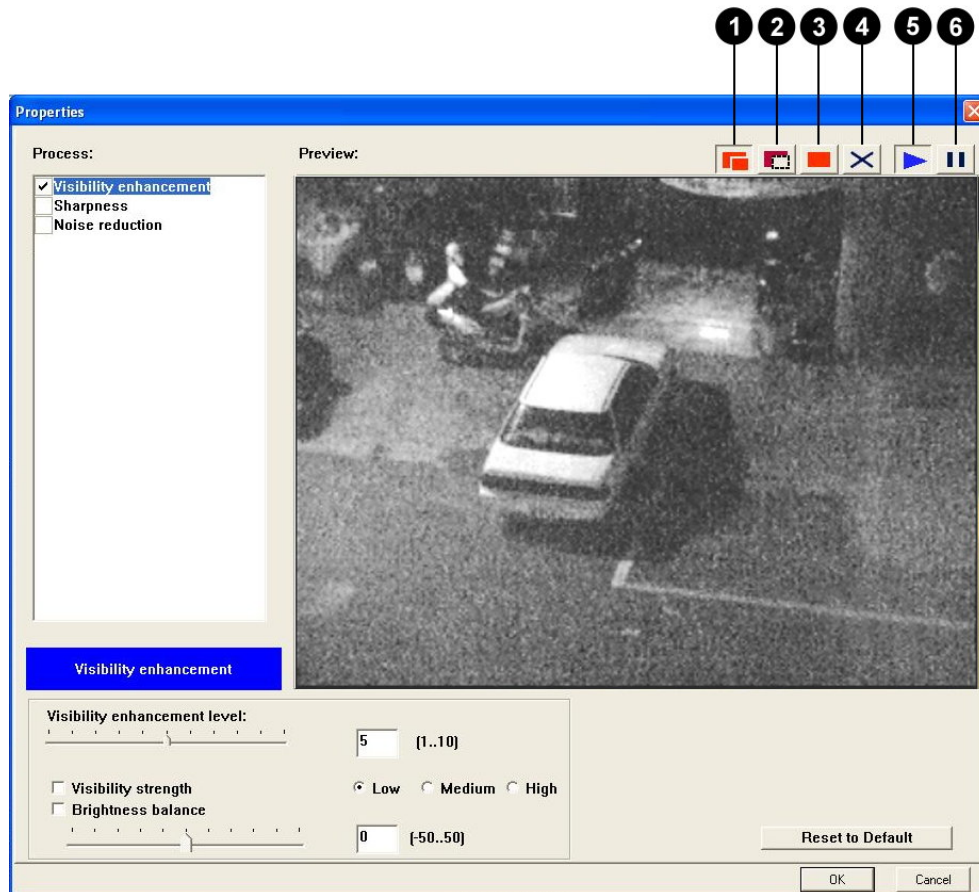 1 2 3 4 5 6
Properties
Process:
Preview:
Visibility enhancement
Sharpness
Noise reduction
Visibility enhancement
Visibility enhancement level:
5 (1..10)
Visibility strength
Low Medium High
Brightness balance
0 (-50..50)
Reset to Default
OK Cancel